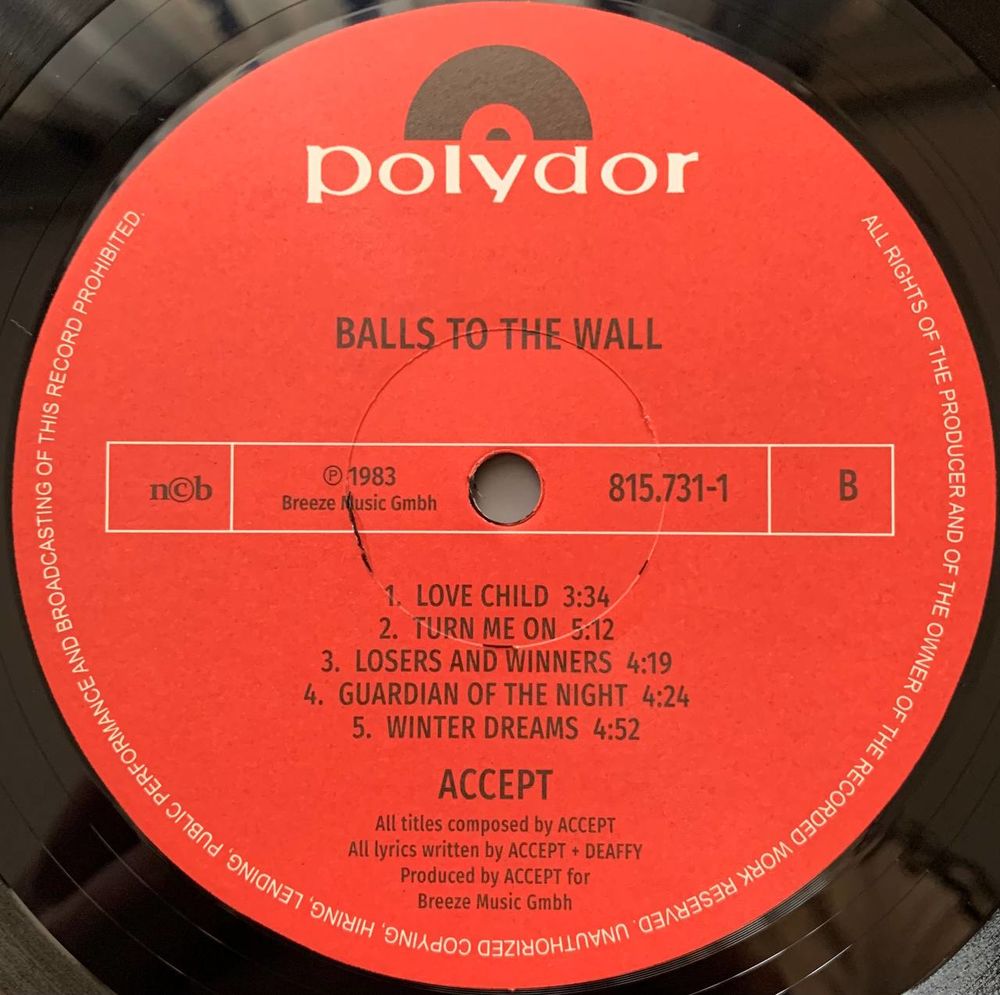 polydor
BALLS TO THE WALL
n©b
℗ 1983
Breeze Music Gmbh
815.731-1
B
1. LOVE CHILD 3:34
2. TURN ME ON 5:12
3. LOSERS AND WINNERS 4:19
4. GUARDIAN OF THE NIGHT 4:24
5. WINTER DREAMS 4:52
ACCEPT
All titles composed by ACCEPT
All lyrics written by ACCEPT + DEAFFY
Produced by ACCEPT for
Breeze Music Gmbh
ALL RIGHTS OF THE PRODUCER AND OF THE OWNER OF THE RECORDED WORK RESERVED. UNAUTHORIZED COPYING, HIRING, LENDING, PUBLIC PERFORMANCE AND BROADCASTING OF THIS RECORD PROHIBITED.